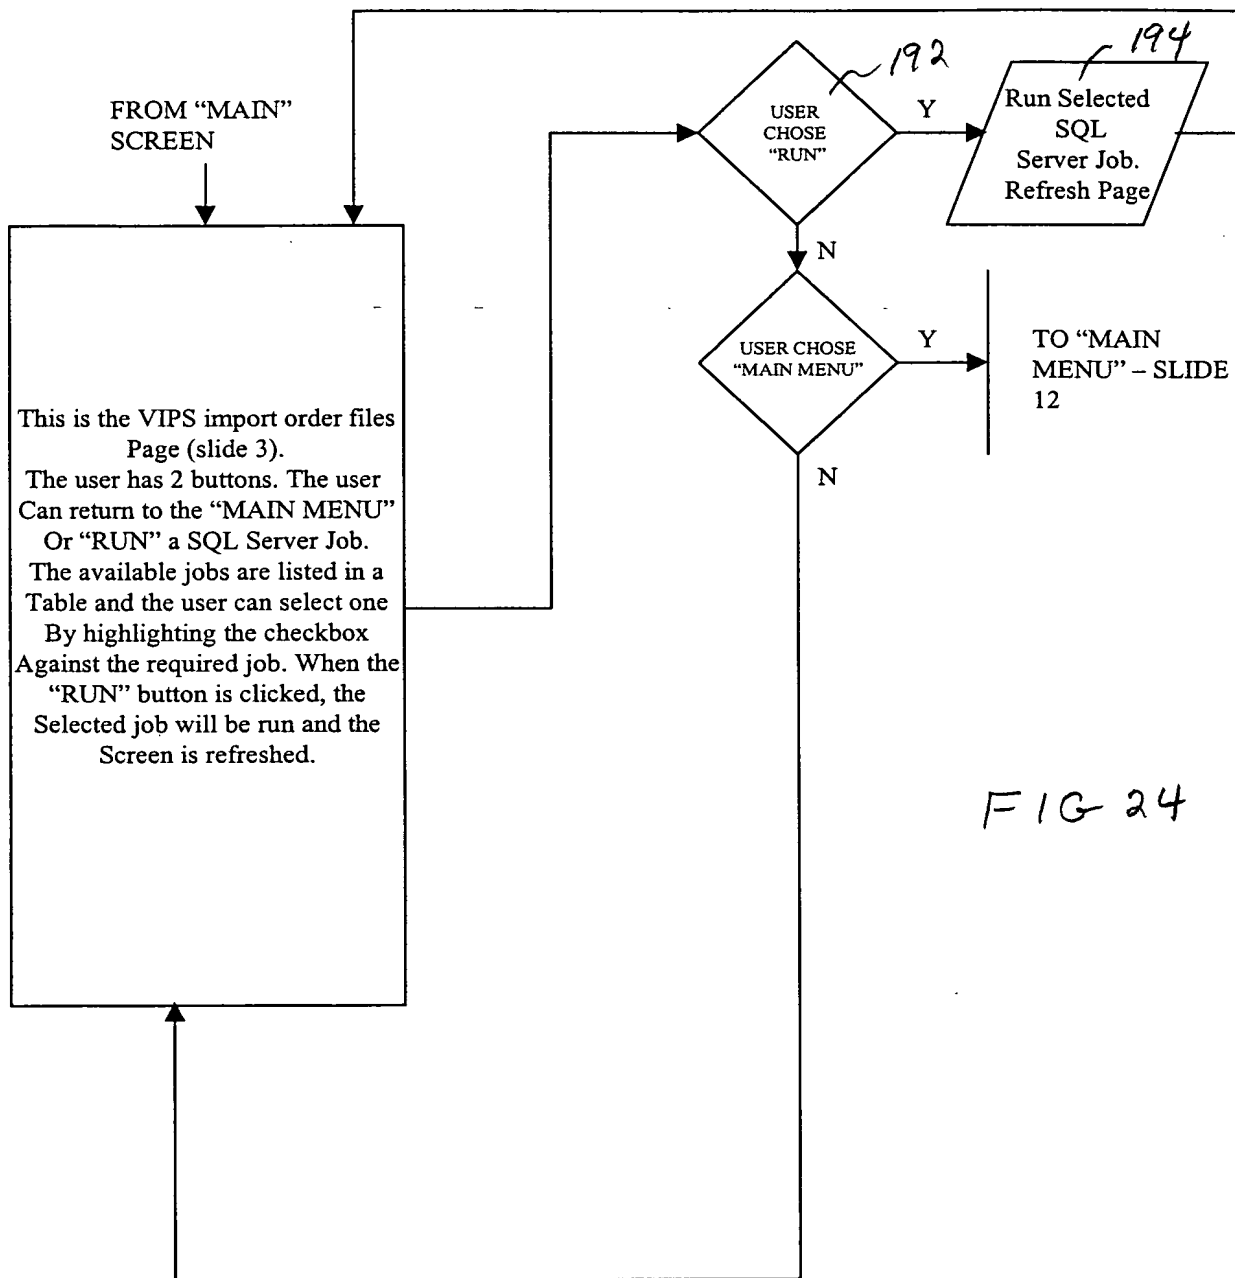 FROM “MAIN”
SCREEN
This is the VIPS import order files
Page (slide 3).
The user has 2 buttons. The user
Can return to the “MAIN MENU”
Or “RUN” a SQL Server Job.
The available jobs are listed in a
Table and the user can select one
By highlighting the checkbox
Against the required job. When the
“RUN” button is clicked, the
Selected job will be run and the
Screen is refreshed.
192
USER
CHOSE
“RUN”
Y
194
Run Selected
SQL
Server Job.
Refresh Page
N
USER CHOSE
“MAIN MENU”
Y
TO “MAIN
MENU” – SLIDE
12
N
FIG 24